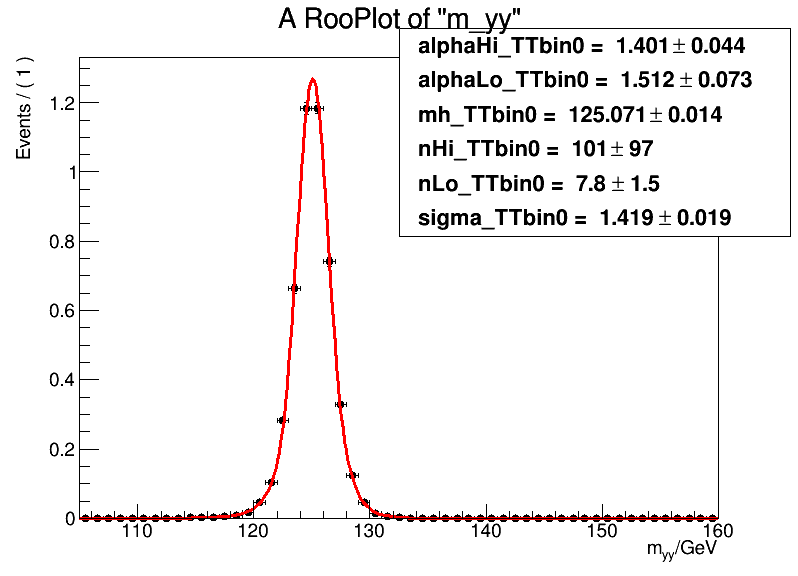 A RooPlot of "m_yy"
alphaHi_TTbin0 = 1.401 ± 0.044
alphaLo_TTbin0 = 1.512 ± 0.073
mh_TTbin0 = 125.071 ± 0.014
nHi_TTbin0 = 101 ± 97
nLo_TTbin0 = 7.8 ± 1.5
sigma_TTbin0 = 1.419 ± 0.019
Events / ( 1 )
1.2
1
0.8
0.6
0.4
0.2
0
110 120 130 140 150 160
m_yy/GeV